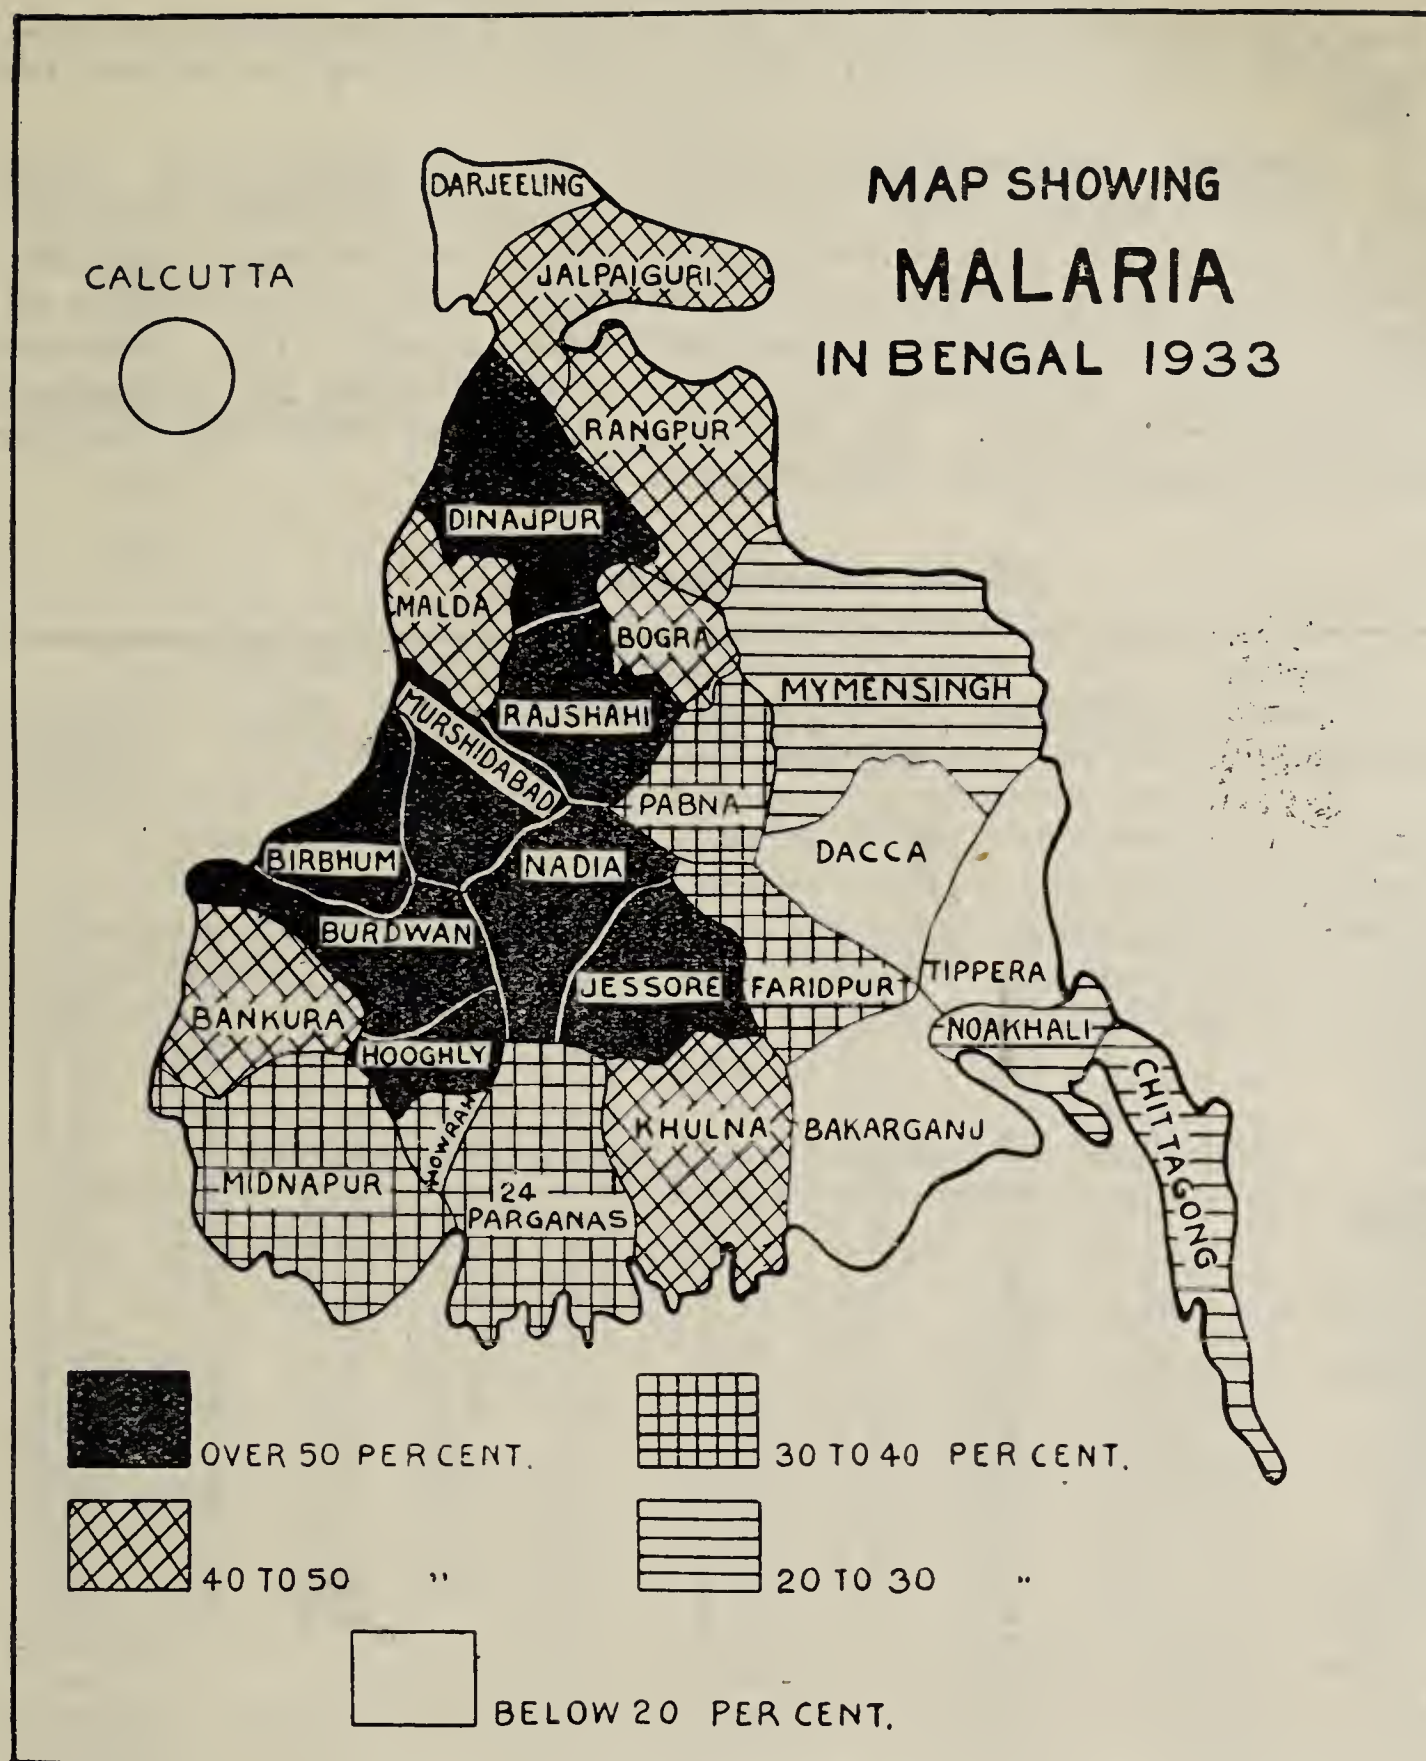 MAP SHOWING
MALARIA
IN BENGAL 1933
CALCUTTA
DARJEELING
JALPAIGURI
RANGPUR
DINAJPUR
MALDA
BOGRA
MYMENSINGH
RAJSHAHI
MURSHIDABAD
PABNA
DACCA
BIRBHUM
NADIA
BURDWAN
TIPPERA
JESSORE
FARIDPUR
BANKURA
NOAKHALI
HOOGHLY
CHITTAGONG
HOWRAH
KHULNA
BAKARGANJ
MIDNAPUR
24
PARGANAS
OVER 50 PER CENT.
30 TO 40 PER CENT.
40 TO 50 "
20 TO 30 "
BELOW 20 PER CENT.